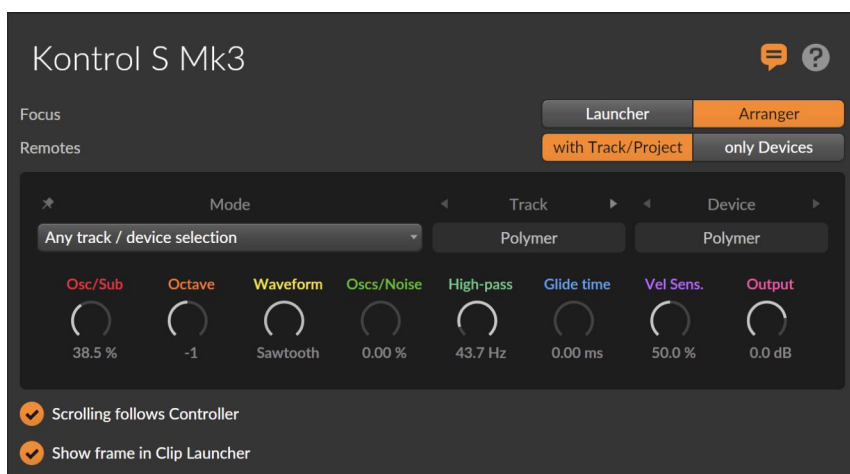 Kontrol S Mk3
Focus Launcher Arranger
Remotes with Track/Project only Devices
Mode Track Device
Any track / device selection Polymer Polymer
Osc/Sub Octave Waveform Oscs/Noise High-pass Glide time Vel Sens. Output
38.5 % -1 Sawtooth 0.00 % 43.7 Hz 0.00 ms 50.0 % 0.0 dB
Scrolling follows Controller
Show frame in Clip Launcher